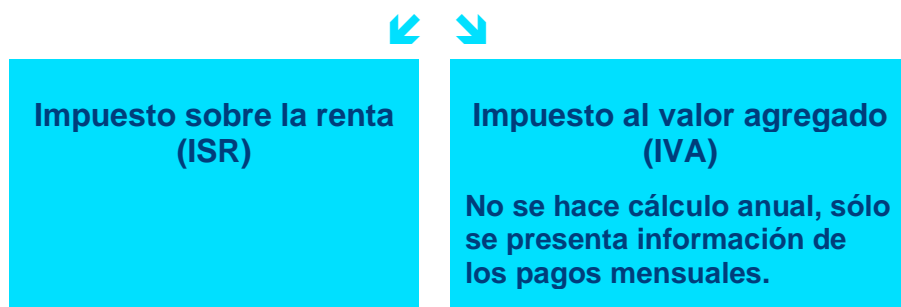 Impuesto sobre la renta
(ISR)
Impuesto al valor agregado
(IVA)
No se hace cálculo anual, sólo
se presenta información de
los pagos mensuales.